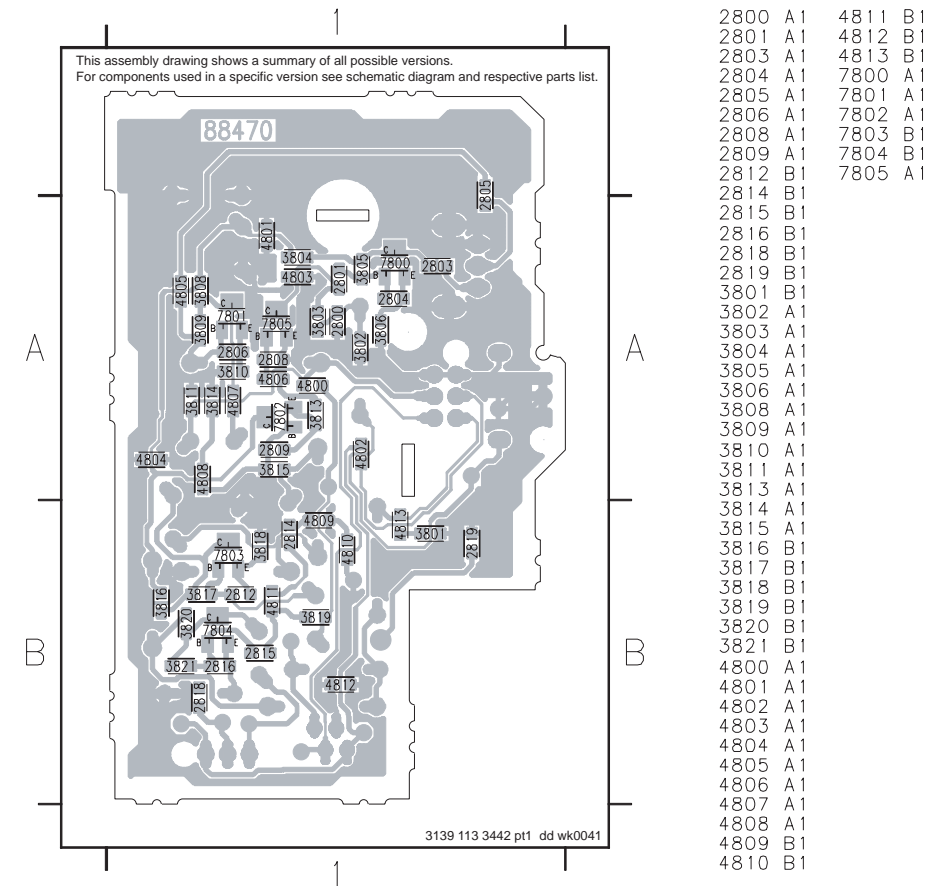 1
This assembly drawing shows a summary of all possible versions.
For components used in a specific version see schematic diagram and respective parts list.
88470
2805
4801
3804
4803
2801
3805
C
7800
B E
2803
2804
4805
3808
C
7801
B E
3809
7805
C
B E
3803
2800
3802
3806
2806
3810
2808
4806
4800
3811
3814
4807
C
7802
E
B
3813
2809
3815
4802
4804
4808
A
A
4809
2814
4813
3801
2819
4810
3818
C
7803
B E
3816
3817
2812
4811
3819
3820
C
7804
B E
2815
3821
2816
2818
4812
B
B
3139 113 3442 pt1 dd wk0041
1
2800 A1
2801 A1
2803 A1
2804 A1
2805 A1
2806 A1
2808 A1
2809 A1
2812 B1
2814 B1
2815 B1
2816 B1
2818 B1
2819 B1
3801 B1
3802 A1
3803 A1
3804 A1
3805 A1
3806 A1
3808 A1
3809 A1
3810 A1
3811 A1
3813 A1
3814 A1
3815 A1
3816 B1
3817 B1
3818 B1
3819 B1
3820 B1
3821 B1
4800 A1
4801 A1
4802 A1
4803 A1
4804 A1
4805 A1
4806 A1
4807 A1
4808 A1
4809 B1
4810 B1
4811 B1
4812 B1
4813 B1
7800 A1
7801 A1
7802 A1
7803 B1
7804 B1
7805 A1